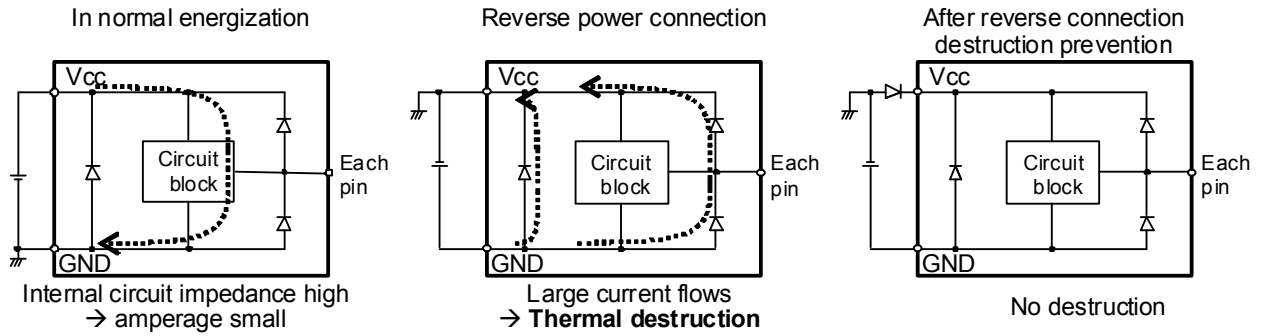 In normal energization
Vcc
Circuit
block
Each
pin
GND
Internal circuit impedance high
→ amperage small
Reverse power connection
Vcc
Circuit
block
Each
pin
GND
Large current flows
→ Thermal destruction
After reverse connection
destruction prevention
Vcc
Circuit
block
Each
pin
GND
No destruction